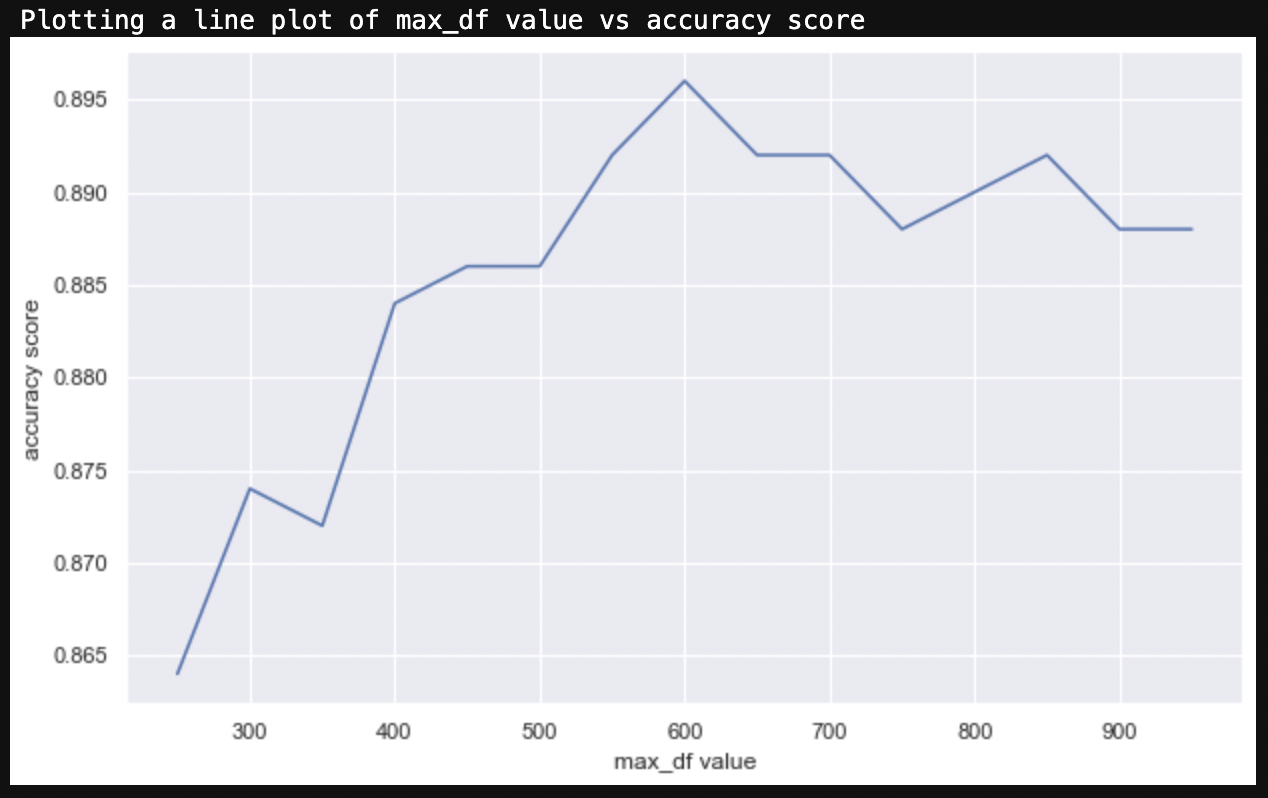 Plotting a line plot of max_df value vs accuracy score
0.895
0.890
0.885
0.880
0.875
0.870
0.865
accuracy score
300 400 500 600 700 800 900
max_df value